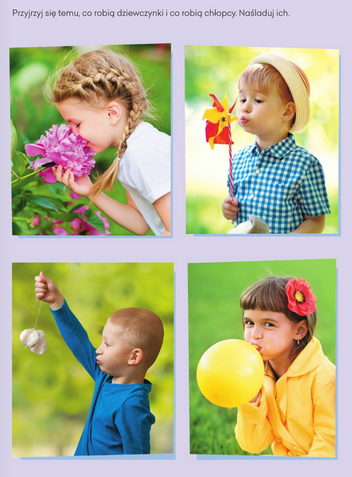 Przyjrzyj się temu, co robią dziewczynki i co robią chłopcy. Naśladuj ich.